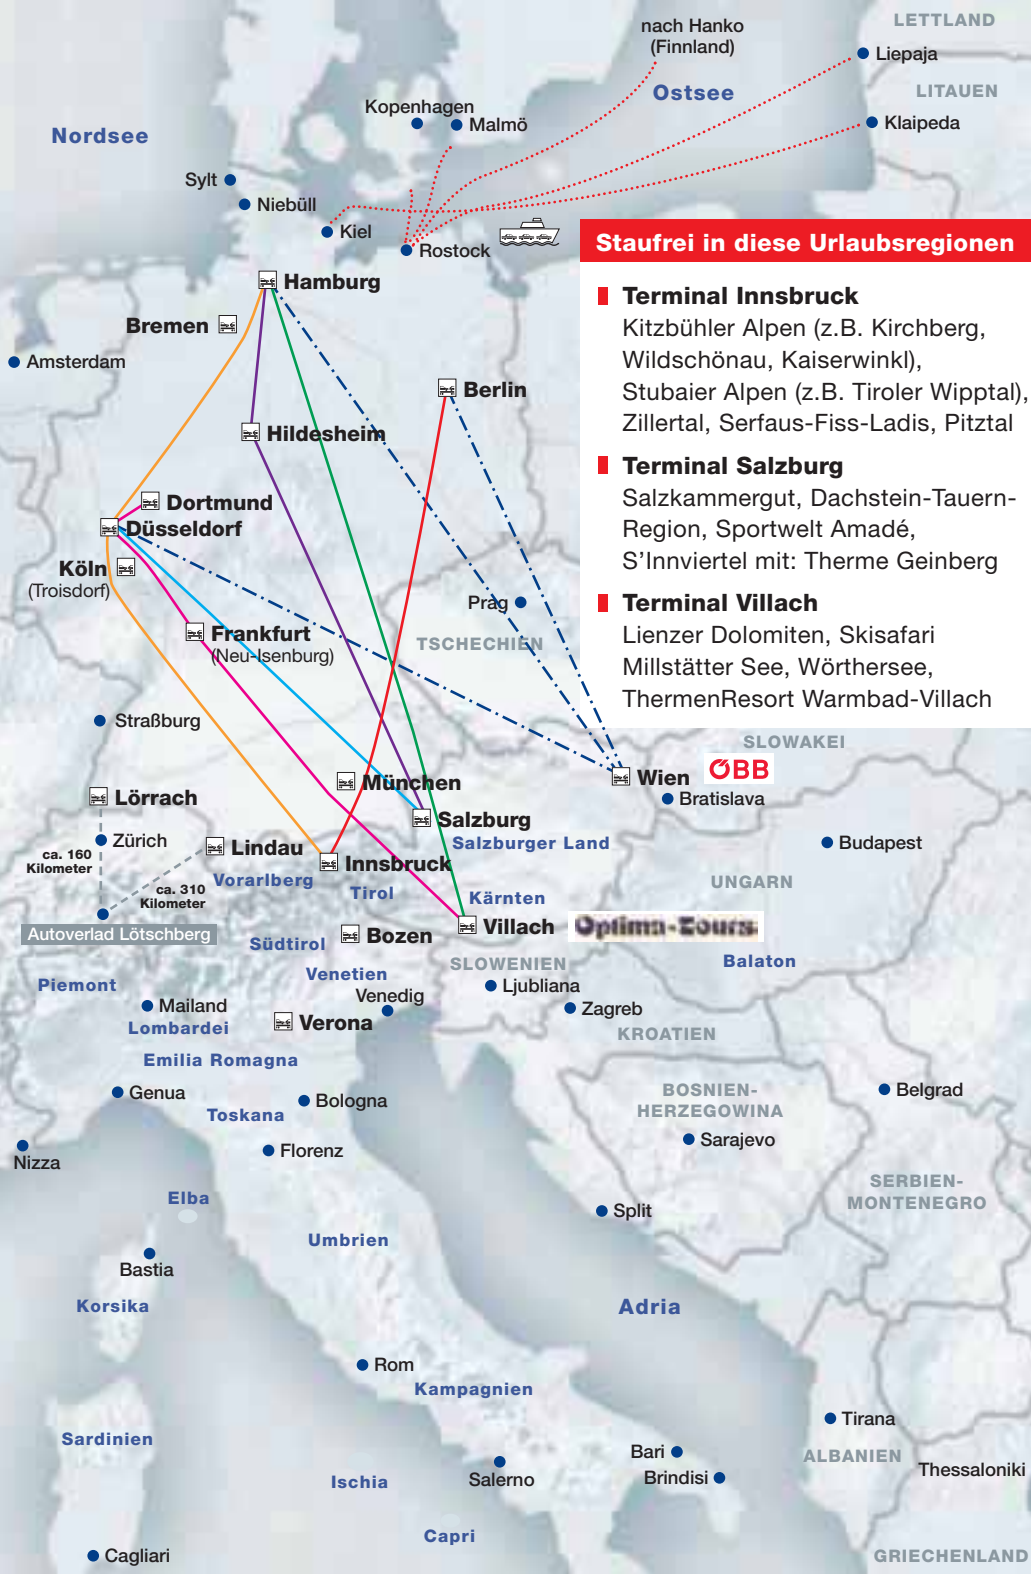 nach Hanko
(Finnland)
LETTLAND
Liepaja
Ostsee
LITAUEN
Kopenhagen
Malmö
Klaipeda
Nordsee
Sylt
Niebüll
Kiel
Rostock
Staufrei in diese Urlaubsregionen
Terminal Innsbruck
Kitzbühler Alpen (z.B. Kirchberg,
Wildschönau, Kaiserwinkl),
Stubaier Alpen (z.B. Tiroler Wipptal),
Zillertal, Serfaus-Fiss-Ladis, Pitztal
Terminal Salzburg
Salzkammergut, Dachstein-Tauern-
Region, Sportwelt Amadé,
S'Innviertel mit: Therme Geinberg
Terminal Villach
Lienzer Dolomiten, Skisafari
Millstätter See, Wörthersee,
ThermenResort Warmbad-Villach
Hamburg
Bremen
Amsterdam
Berlin
Hildesheim
Dortmund
Düsseldorf
Köln
(Troisdorf)
Prag
Frankfurt
(Neu-Isenburg)
TSCHECHIEN
Straßburg
SLOWAKEI
München
Wien
ÖBB
Lörrach
Bratislava
Salzburg
Zürich
Lindau
Salzburger Land
Budapest
ca. 160
Kilometer
Innsbruck
Vorarlberg
Tirol
UNGARN
ca. 310
Kilometer
Kärnten
Autoverlad Lötschberg
Villach
Optima-Tours
Bozen
Südtirol
SLOWENIEN
Balaton
Venetien
Piemont
Ljubliana
Venedig
Mailand
Zagreb
Lombardei
Verona
KROATIEN
Emilia Romagna
Genua
Bologna
BOSNIEN-
HERZEGOWINA
Belgrad
Toskana
Sarajevo
Florenz
Nizza
SERBIEN-
MONTENEGRO
Elba
Split
Umbrien
Bastia
Korsika
Adria
Rom
Kampagnien
Tirana
Sardinien
Bari
ALBANIEN
Thessaloniki
Ischia
Salerno
Brindisi
Capri
Cagliari
GRIECHENLAND